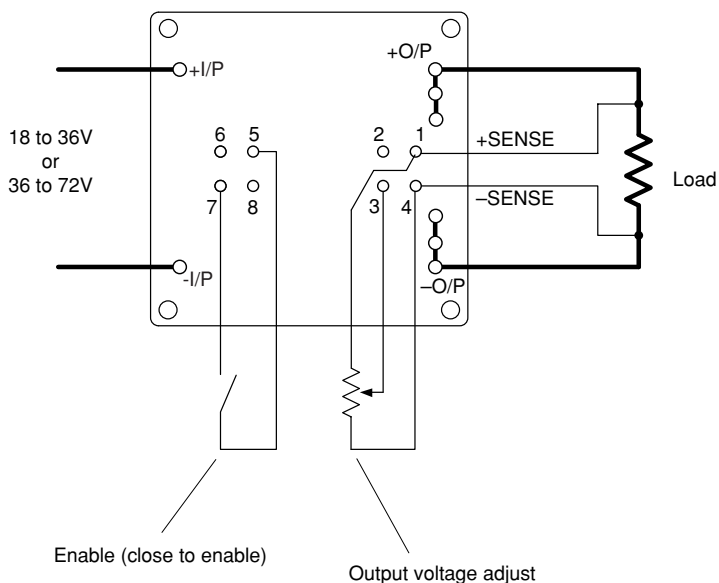 +I/P
+O/P
18 to 36V
or
36 to 72V
6 5
2 1
+SENSE
7 8
3 4
–SENSE
Load
-I/P
–O/P
Enable (close to enable)
Output voltage adjust